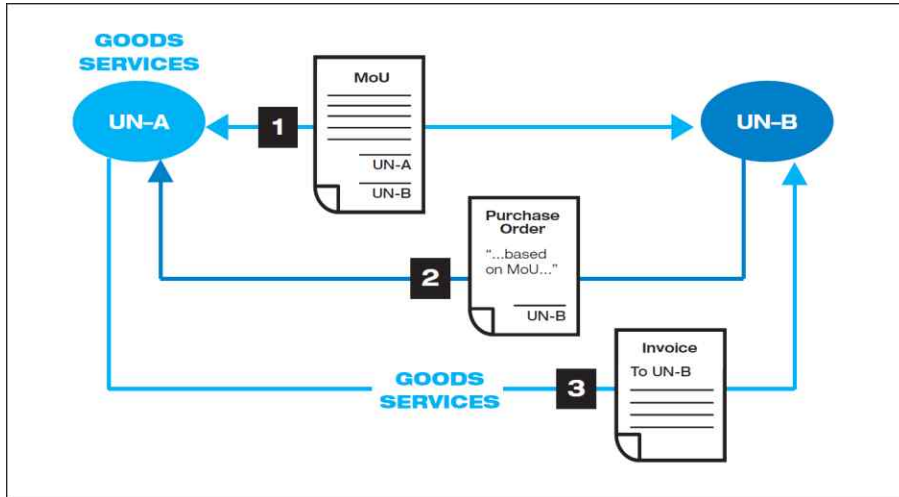 GOODS
SERVICES
UN–A
1
MoU
UN-A
UN-B
UN–B
2
Purchase
Order
“...based
on MoU...”
UN-B
GOODS
SERVICES
3
Invoice
To UN-B